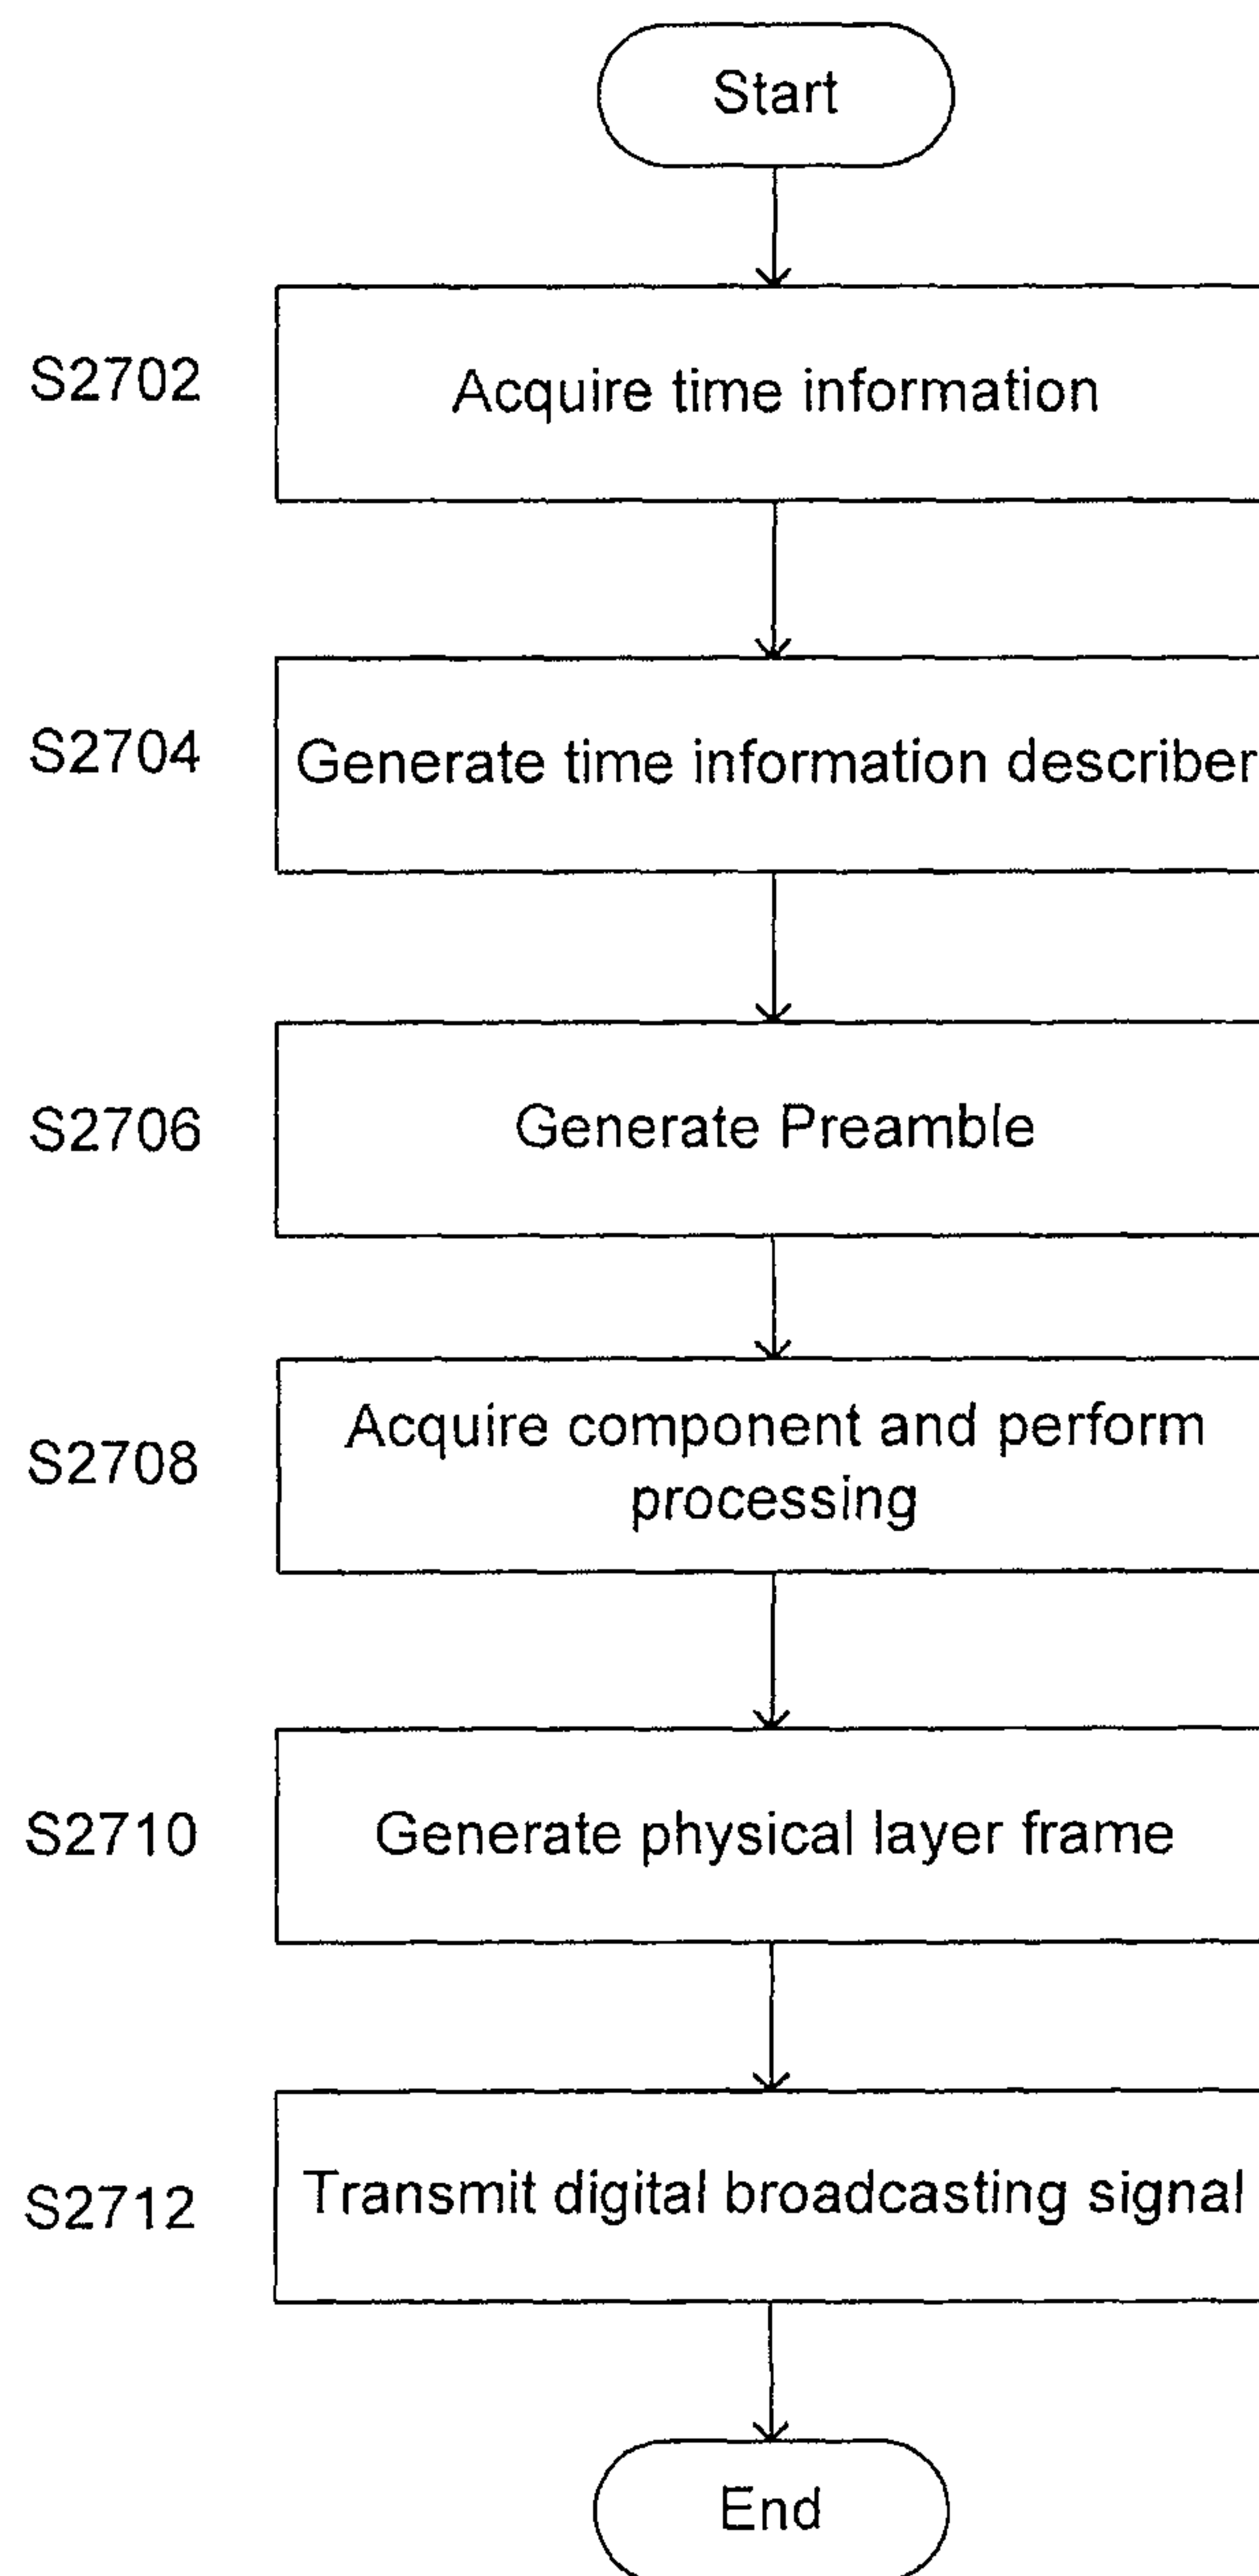 Start
S2702
Acquire time information
S2704
Generate time information describer
S2706
Generate Preamble
S2708
Acquire component and perform
processing
S2710
Generate physical layer frame
S2712
Transmit digital broadcasting signal
End